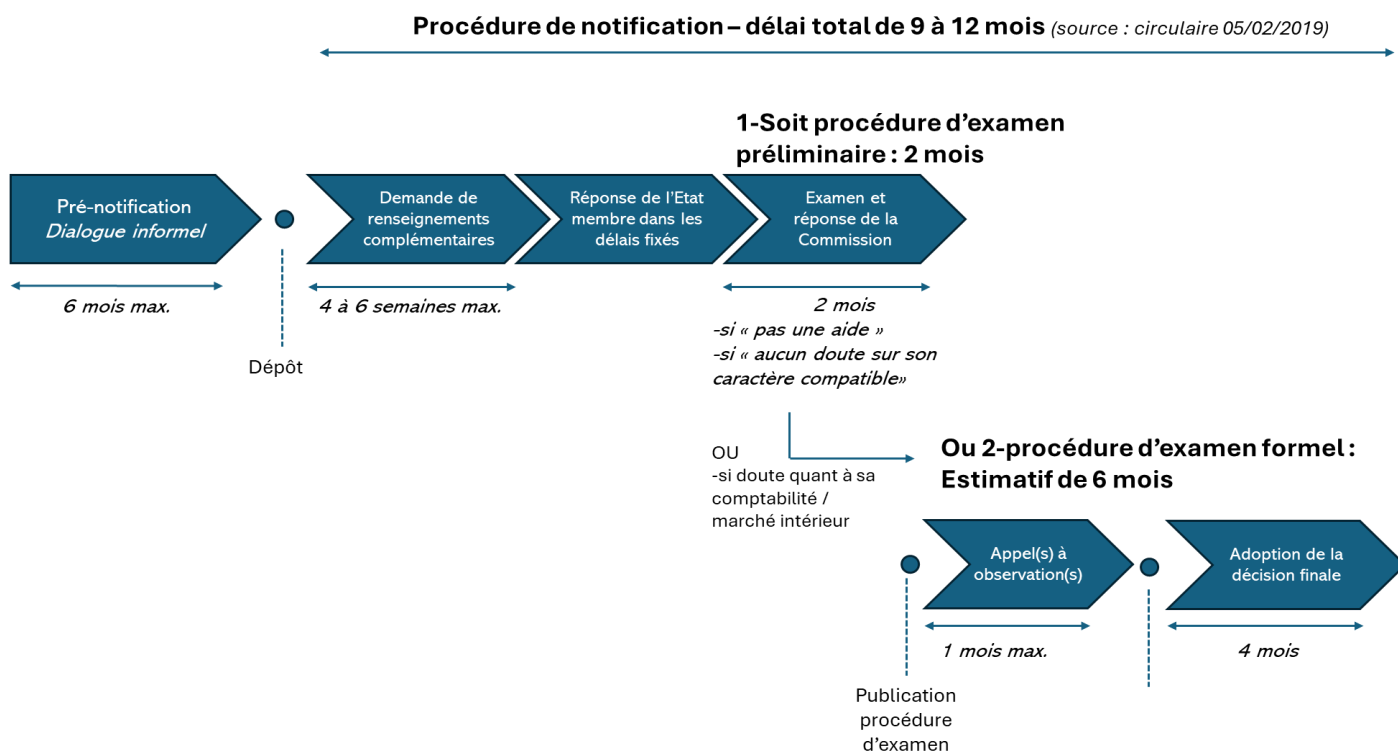 Procédure de notification – délai total de 9 à 12 mois (source : circulaire 05/02/2019)
1-Soit procédure d’examen
préliminaire : 2 mois
Pré-notification
Dialogue informel
Demande de
renseignements
complémentaires
Réponse de l’Etat
membre dans les
délais fixés
Examen et
réponse de la
Commission
6 mois max.
4 à 6 semaines max.
2 mois
-si « pas une aide »
-si « aucun doute sur son
caractère compatible»
Dépôt
OU
-si doute quant à sa
comptabilité /
marché intérieur
Ou 2-procédure d’examen formel :
Estimatif de 6 mois
Appel(s) à
observation(s)
Adoption de la
décision finale
1 mois max.
4 mois
Publication
procédure
d’examen